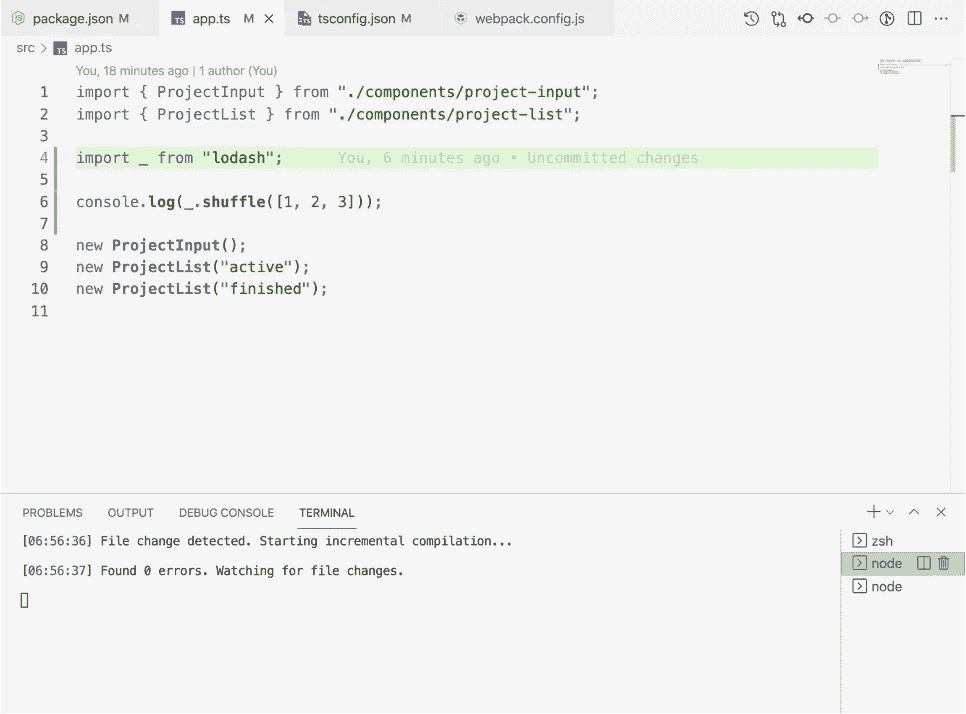 package.json M
TS app.ts M
TS tsconfig.json M
webpack.config.js
src > TS app.ts
You, 18 minutes ago | 1 author (You)
1 import { ProjectInput } from "./components/project-input";
2 import { ProjectList } from "./components/project-list";
3
4 import _ from "lodash"; You, 6 minutes ago • Uncommitted changes
5
6 console.log(_.shuffle([1, 2, 3]));
7
8 new ProjectInput();
9 new ProjectList("active");
10 new ProjectList("finished");
11
PROBLEMS OUTPUT DEBUG CONSOLE TERMINAL
[06:56:36] File change detected. Starting incremental compilation...
[06:56:37] Found 0 errors. Watching for file changes.
zsh
node
node